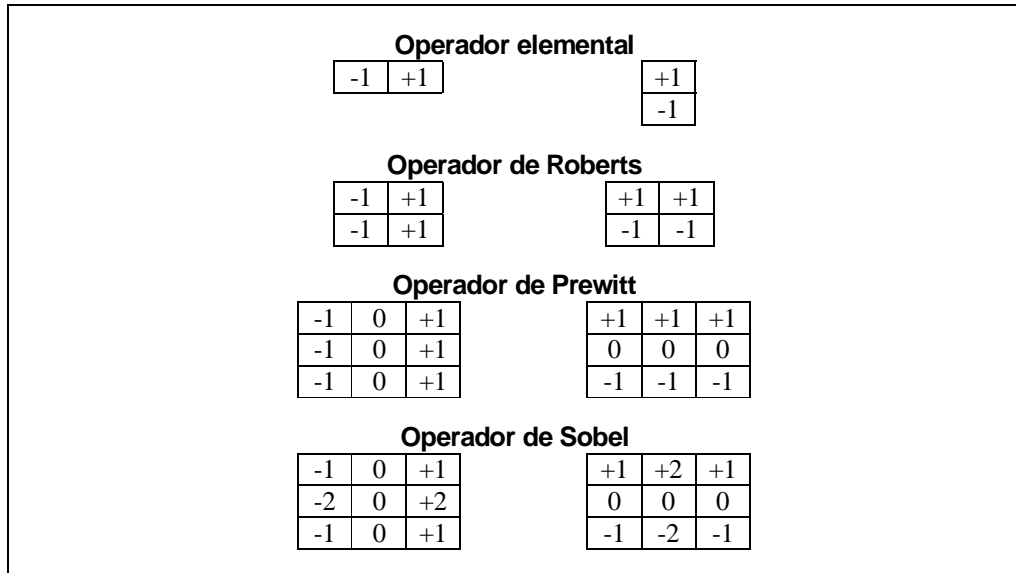 Operador elemental
-1 +1 +1
-1
Operador de Roberts
-1 +1 +1 +1
-1 +1 -1 -1
Operador de Prewitt
-1 0 +1 +1 +1 +1
-1 0 +1 0 0 0
-1 0 +1 -1 -1 -1
Operador de Sobel
-1 0 +1 +1 +2 +1
-2 0 +2 0 0 0
-1 0 +1 -1 -2 -1